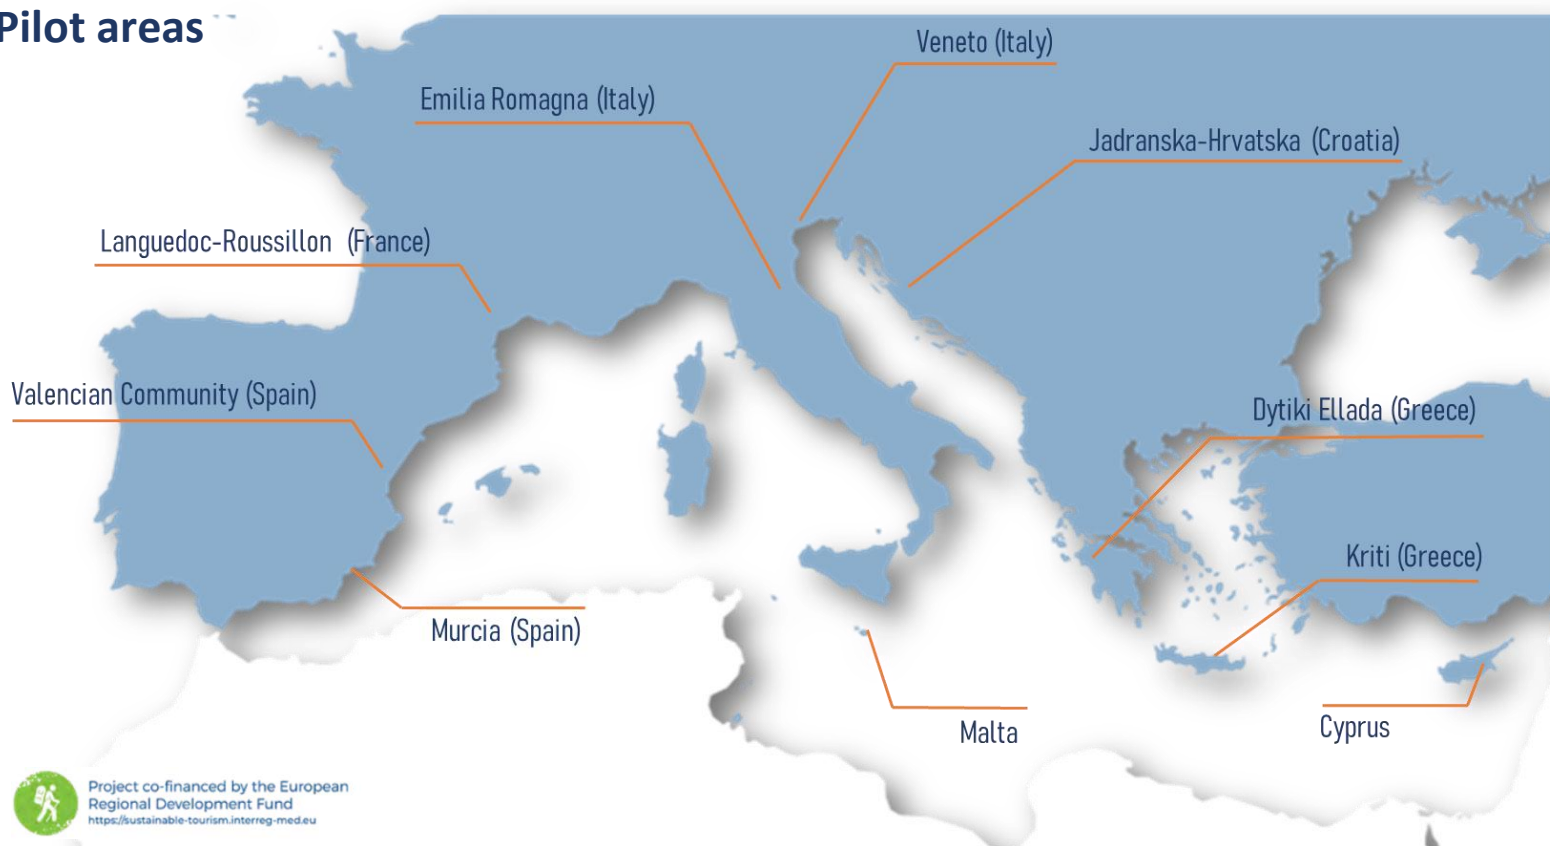 Pilot areas
Veneto (Italy)
Emilia Romagna (Italy)
Jadranska-Hrvatska (Croatia)
Languedoc-Roussillon (France)
Valencian Community (Spain)
Dytiki Ellada (Greece)
Kriti (Greece)
Murcia (Spain)
Malta
Cyprus
Project co-financed by the European
Regional Development Fund
https://sustainable-tourism.interreg-med.eu